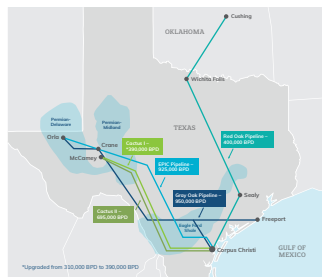 Cushing
OKLAHOMA
Wichita Falls
Permian-
Delaware
Permian-
Midland
Red Oak Pipeline –
400,000 BPD
TEXAS
Orla
Cactus I –
*390,000 BPD
Crane
McCamey
EPIC Pipeline –
925,000 BPD
Gray Oak Pipeline –
950,000 BPD
Sealy
Cactus II –
695,000 BPD
Freeport
Eagle Ford
Shale
Corpus Christi
GULF OF
MEXICO
*Upgraded from 310,000 BPD to 390,000 BPD